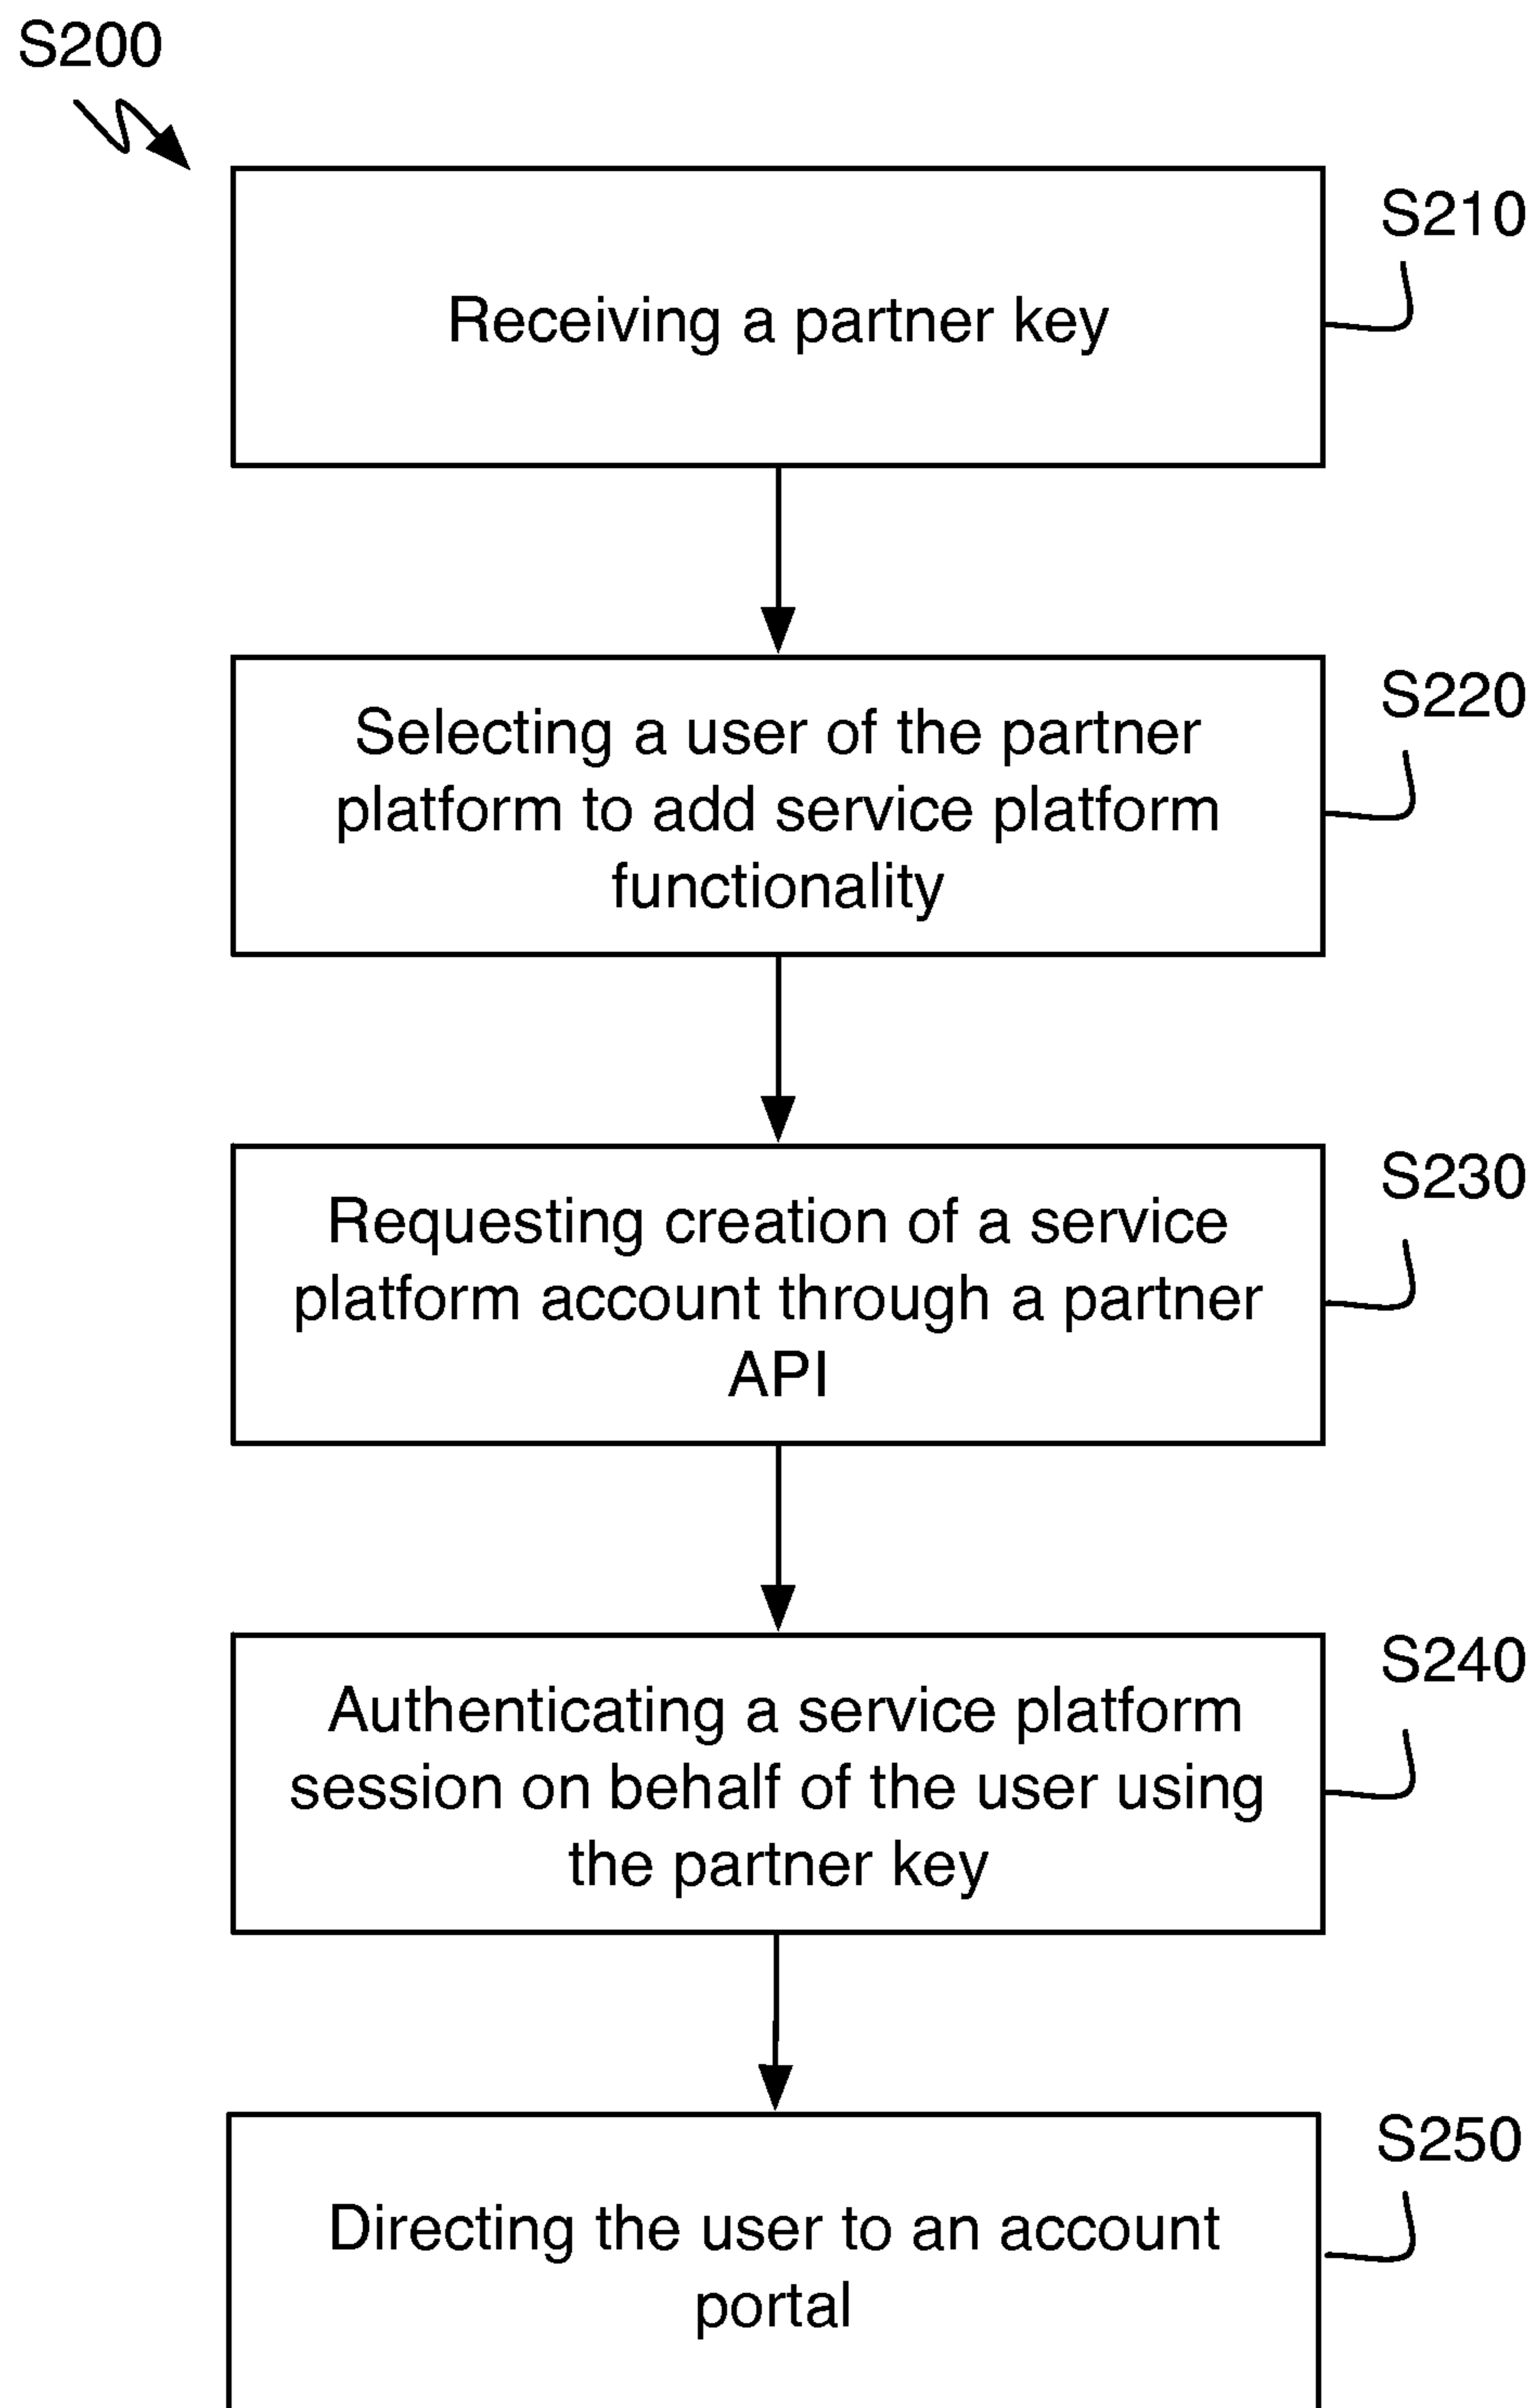 S200
S210
Receiving a partner key
S220
Selecting a user of the partner
platform to add service platform
functionality
S230
Requesting creation of a service
platform account through a partner
API
S240
Authenticating a service platform
session on behalf of the user using
the partner key
S250
Directing the user to an account
portal